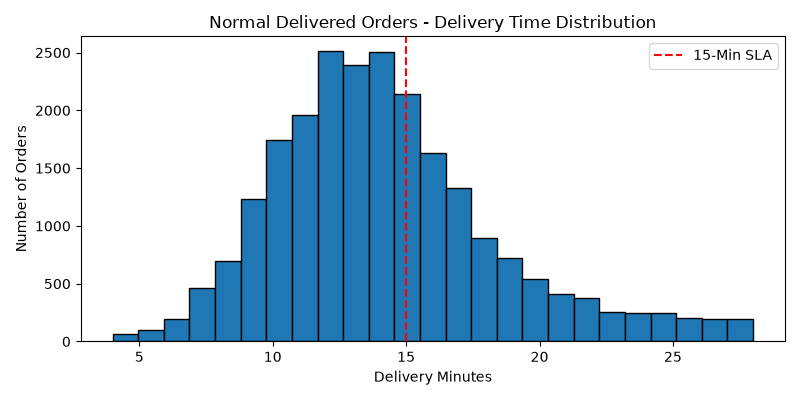 Normal Delivered Orders - Delivery Time Distribution
15-Min SLA
Number of Orders
2500
2000
1500
1000
500
0
5
10
15
20
25
Delivery Minutes